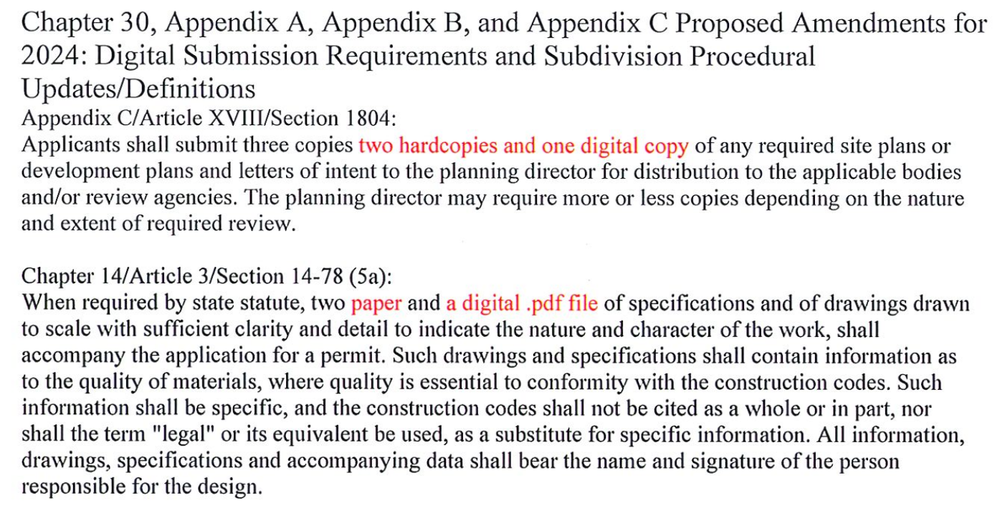 Chapter 30, Appendix A, Appendix B, and Appendix C Proposed Amendments for
2024: Digital Submission Requirements and Subdivision Procedural
Updates/Definitions
Appendix C/Article XVIII/Section 1804:
Applicants shall submit three copies two hardcopies and one digital copy of any required site plans or
development plans and letters of intent to the planning director for distribution to the applicable bodies
and/or review agencies. The planning director may require more or less copies depending on the nature
and extent of required review.
Chapter 14/Article 3/Section 14-78 (5a):
When required by state statute, two paper and a digital .pdf file of specifications and of drawings drawn
to scale with sufficient clarity and detail to indicate the nature and character of the work, shall
accompany the application for a permit. Such drawings and specifications shall contain information as
to the quality of materials, where quality is essential to conformity with the construction codes. Such
information shall be specific, and the construction codes shall not be cited as a whole or in part, nor
shall the term "legal" or its equivalent be used, as a substitute for specific information. All information,
drawings, specifications and accompanying data shall bear the name and signature of the person
responsible for the design.